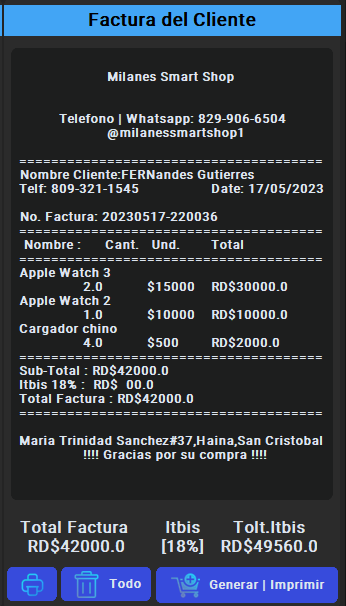 Factura del Cliente
Milanes Smart Shop
Telefono | Whatsapp: 829-906-6504
@milanessmartshop1
====================================
Nombre Cliente:FERNandes Gutierres
Telf: 809-321-1545 Date: 17/05/2023
No. Factura: 20230517-220036
====================================
Nombre : Cant. Und. Total
====================================
Apple Watch 3
2.0 $15000 RD$30000.0
Apple Watch 2
1.0 $10000 RD$10000.0
Cargador chino
4.0 $500 RD$2000.0
====================================
Sub-Total : RD$42000.0
Itbis 18% : RD$ 00.0
Total Factura : RD$42000.0
====================================
Maria Trinidad Sanchez#37,Haina,San Cristobal
!!!! Gracias por su compra !!!!
Total Factura Itbis Tolt.Itbis
RD$42000.0 [18%] RD$49560.0
Todo Generar | Imprimir